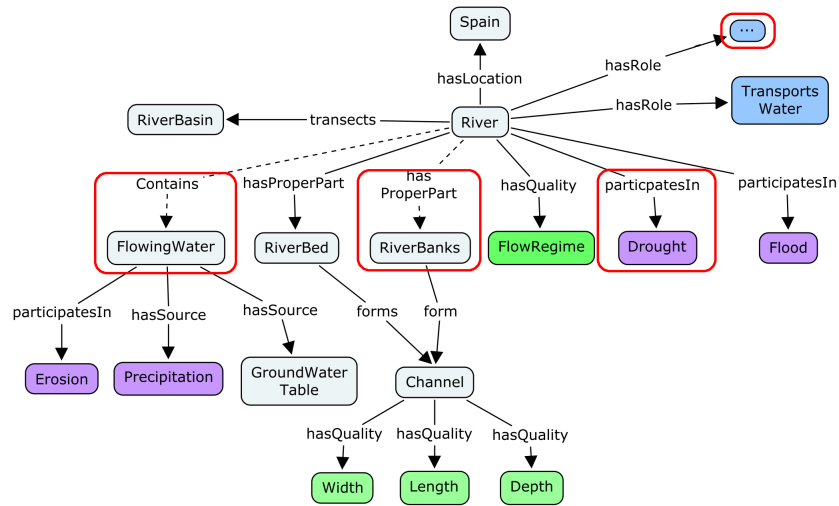 Spain
...
hasRole
hasLocation
Transports
Water
hasRole
RiverBasin
transects
River
Contains
hasProperPart
has
ProperPart
hasQuality
particpatesIn
participatesIn
FlowingWater
RiverBed
RiverBanks
FlowRegime
Drought
Flood
participatesIn
hasSource
hasSource
forms
form
Erosion
Precipitation
GroundWater
Table
Channel
hasQuality
hasQuality
hasQuality
Width
Length
Depth